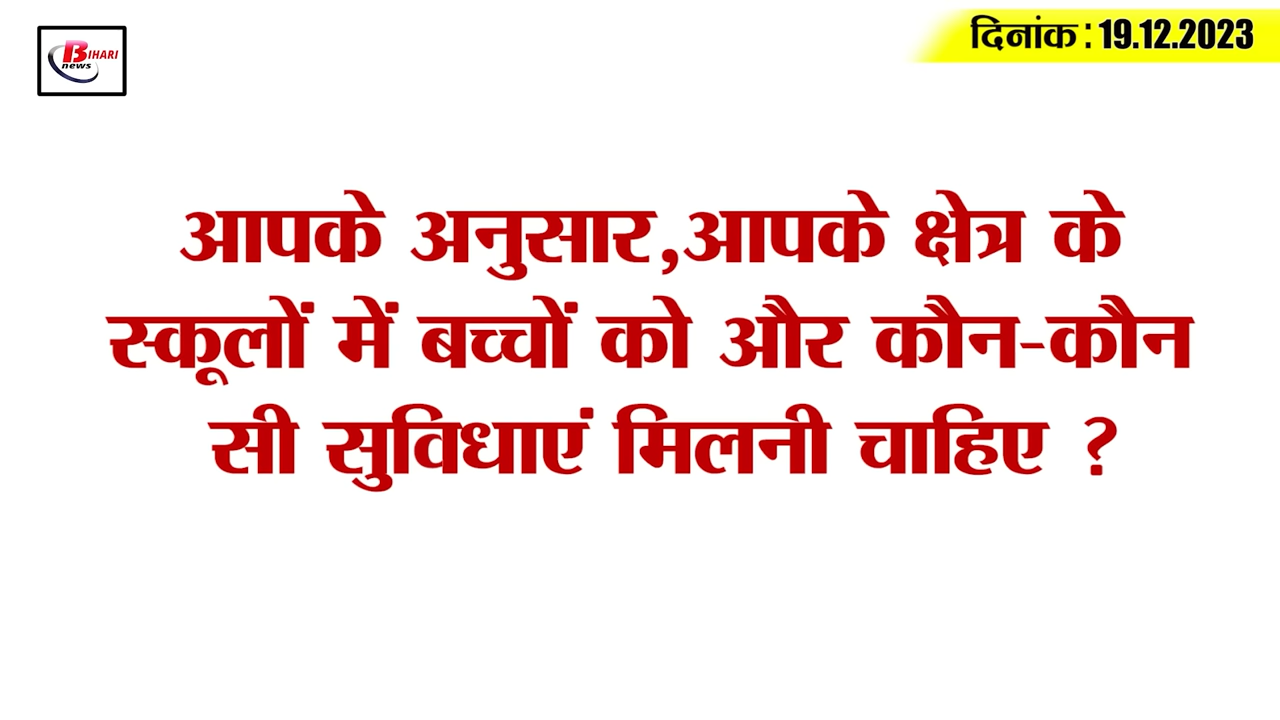 BIHARI
news
दिनांक : 19.12.2023
आपके अनुसार,आपके क्षेत्र के
स्कूलों में बच्चों को और कौन-कौन
सी सुविधाएं मिलनी चाहिए ?